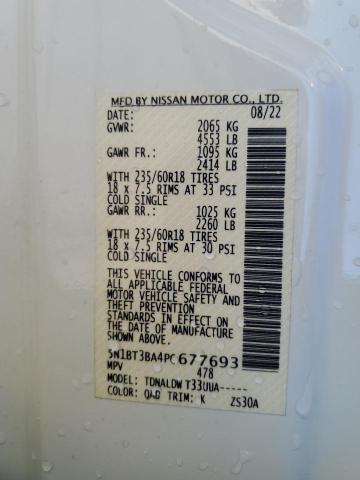 MFD BY NISSAN MOTOR CO., LTD.
DATE: 08/22
GVWR: 2065 KG
4553 LB
GAWR FR.: 1095 KG
2414 LB
WITH 235/60R18 TIRES
18 x 7.5 RIMS AT 33 PSI
COLD SINGLE
GAWR RR.: 1025 KG
2260 LB
WITH 235/60R18 TIRES
18 x 7.5 RIMS AT 30 PSI
COLD SINGLE
THIS VEHICLE CONFORMS TO
ALL APPLICABLE FEDERAL
MOTOR VEHICLE SAFETY AND
THEFT PREVENTION
STANDARDS IN EFFECT ON
THE DATE OF MANUFACTURE
SHOWN ABOVE.
5N1BT3BA4PC677693
MPV 478
MODEL: TDNALDW T33UUA-----
COLOR: QAD TRIM: K ZS30A